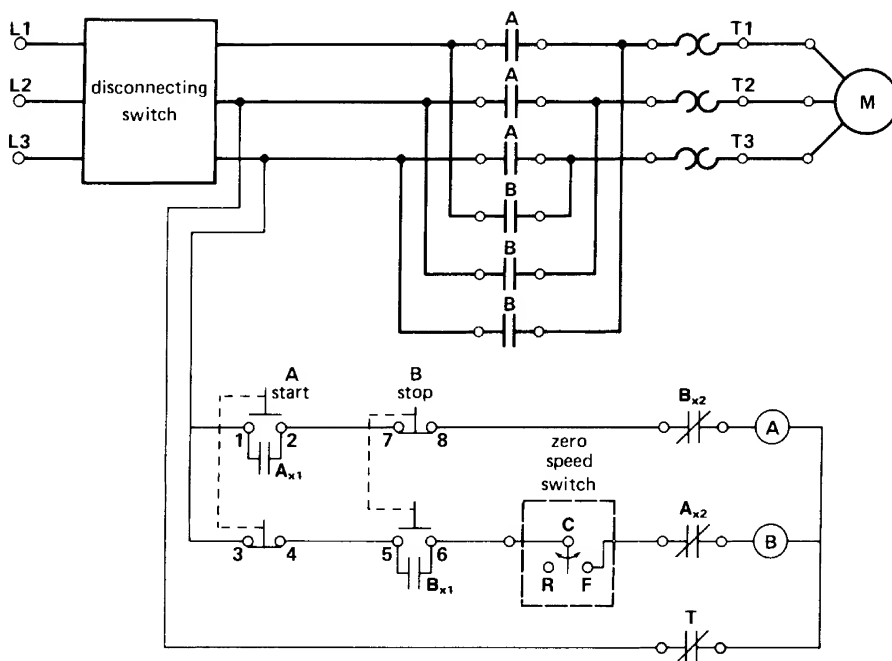 L1
A
T1
L2
disconnecting
switch
A
T2
M
L3
A
T3
B
B
B
A
start
B
stop
Bx2
A
1
2
7
8
Ax1
zero
speed
switch
C
Ax2
B
3
4
5
6
R
F
Bx1
T